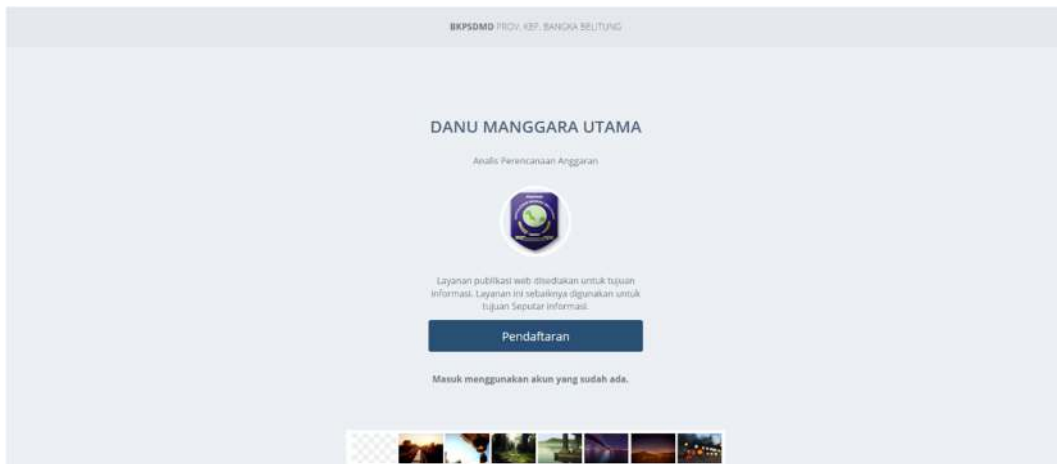 BKPSDMD PROV. KEP. BANGKA BELITUNG
DANU MANGGARA UTAMA
Analis Perencanaan Anggaran
Layanan publikasi web disediakan untuk tujuan
informasi. Layanan ini sebaiknya digunakan untuk
tujuan Seputar informasi.
Pendaftaran
Masuk menggunakan akun yang sudah ada.